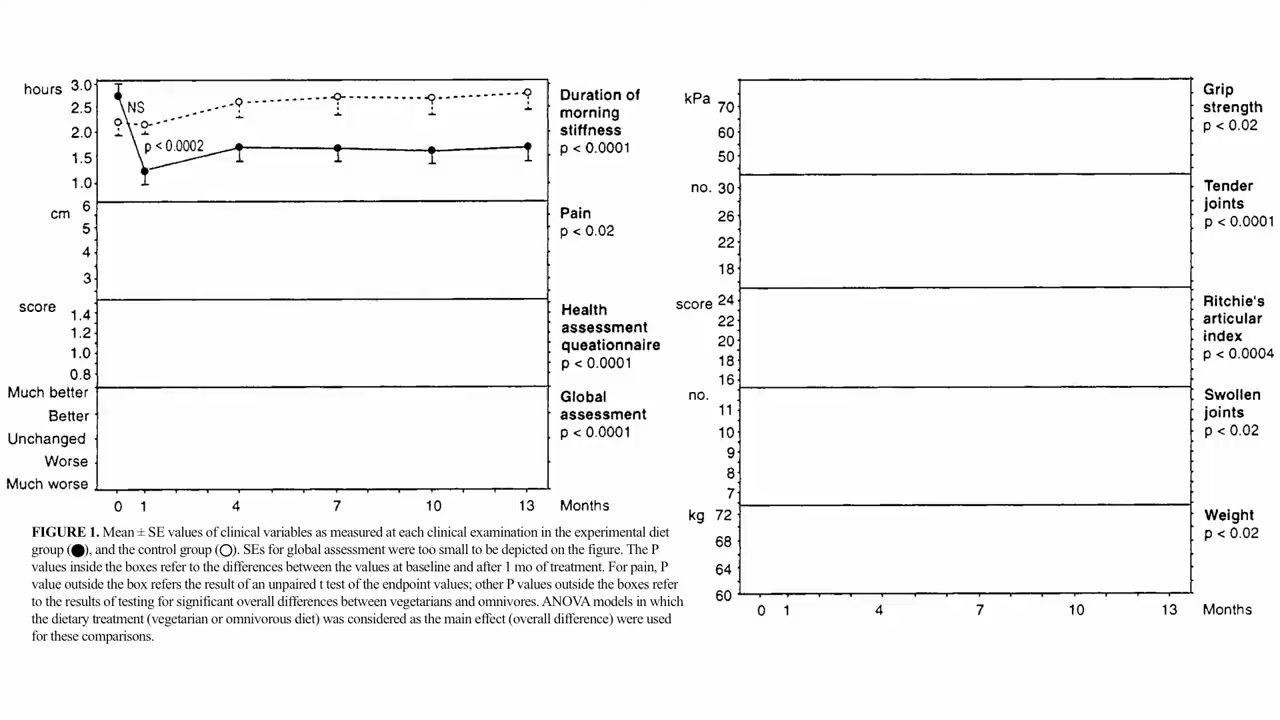 hours 3.0
2.5
2.0
1.5
1.0
NS
p < 0.0002
Duration of
morning
stiffness
p < 0.0001
cm 6
5
4
3
Pain
p < 0.02
score
1.4
1.2
1.0
0.8
Health
assessment
queationnaire
p < 0.0001
Much better
Better
Unchanged
Worse
Much worse
Global
assessment
p < 0.0001
0 1 4 7 10 13 Months
FIGURE 1. Mean ± SE values of clinical variables as measured at each clinical examination in the experimental diet
group (●), and the control group (○). SEs for global assessment were too small to be depicted on the figure. The P
values inside the boxes refer to the differences between the values at baseline and after 1 mo of treatment. For pain, P
value outside the box refers the result of an unpaired t test of the endpoint values; other P values outside the boxes refer
to the results of testing for significant overall differences between vegetarians and omnivores. ANOVA models in which
the dietary treatment (vegetarian or omnivorous diet) was considered as the main effect (overall difference) were used
for these comparisons.
kPa
70
60
50
Grip
strength
p < 0.02
no. 30
26
22
18
Tender
joints
p < 0.0001
score 24
22
20
18
16
Ritchie's
articular
index
p < 0.0004
no.
11
10
9
8
7
Swollen
joints
p < 0.02
kg 72
68
64
60
Weight
p < 0.02
0 1 4 7 10 13 Months